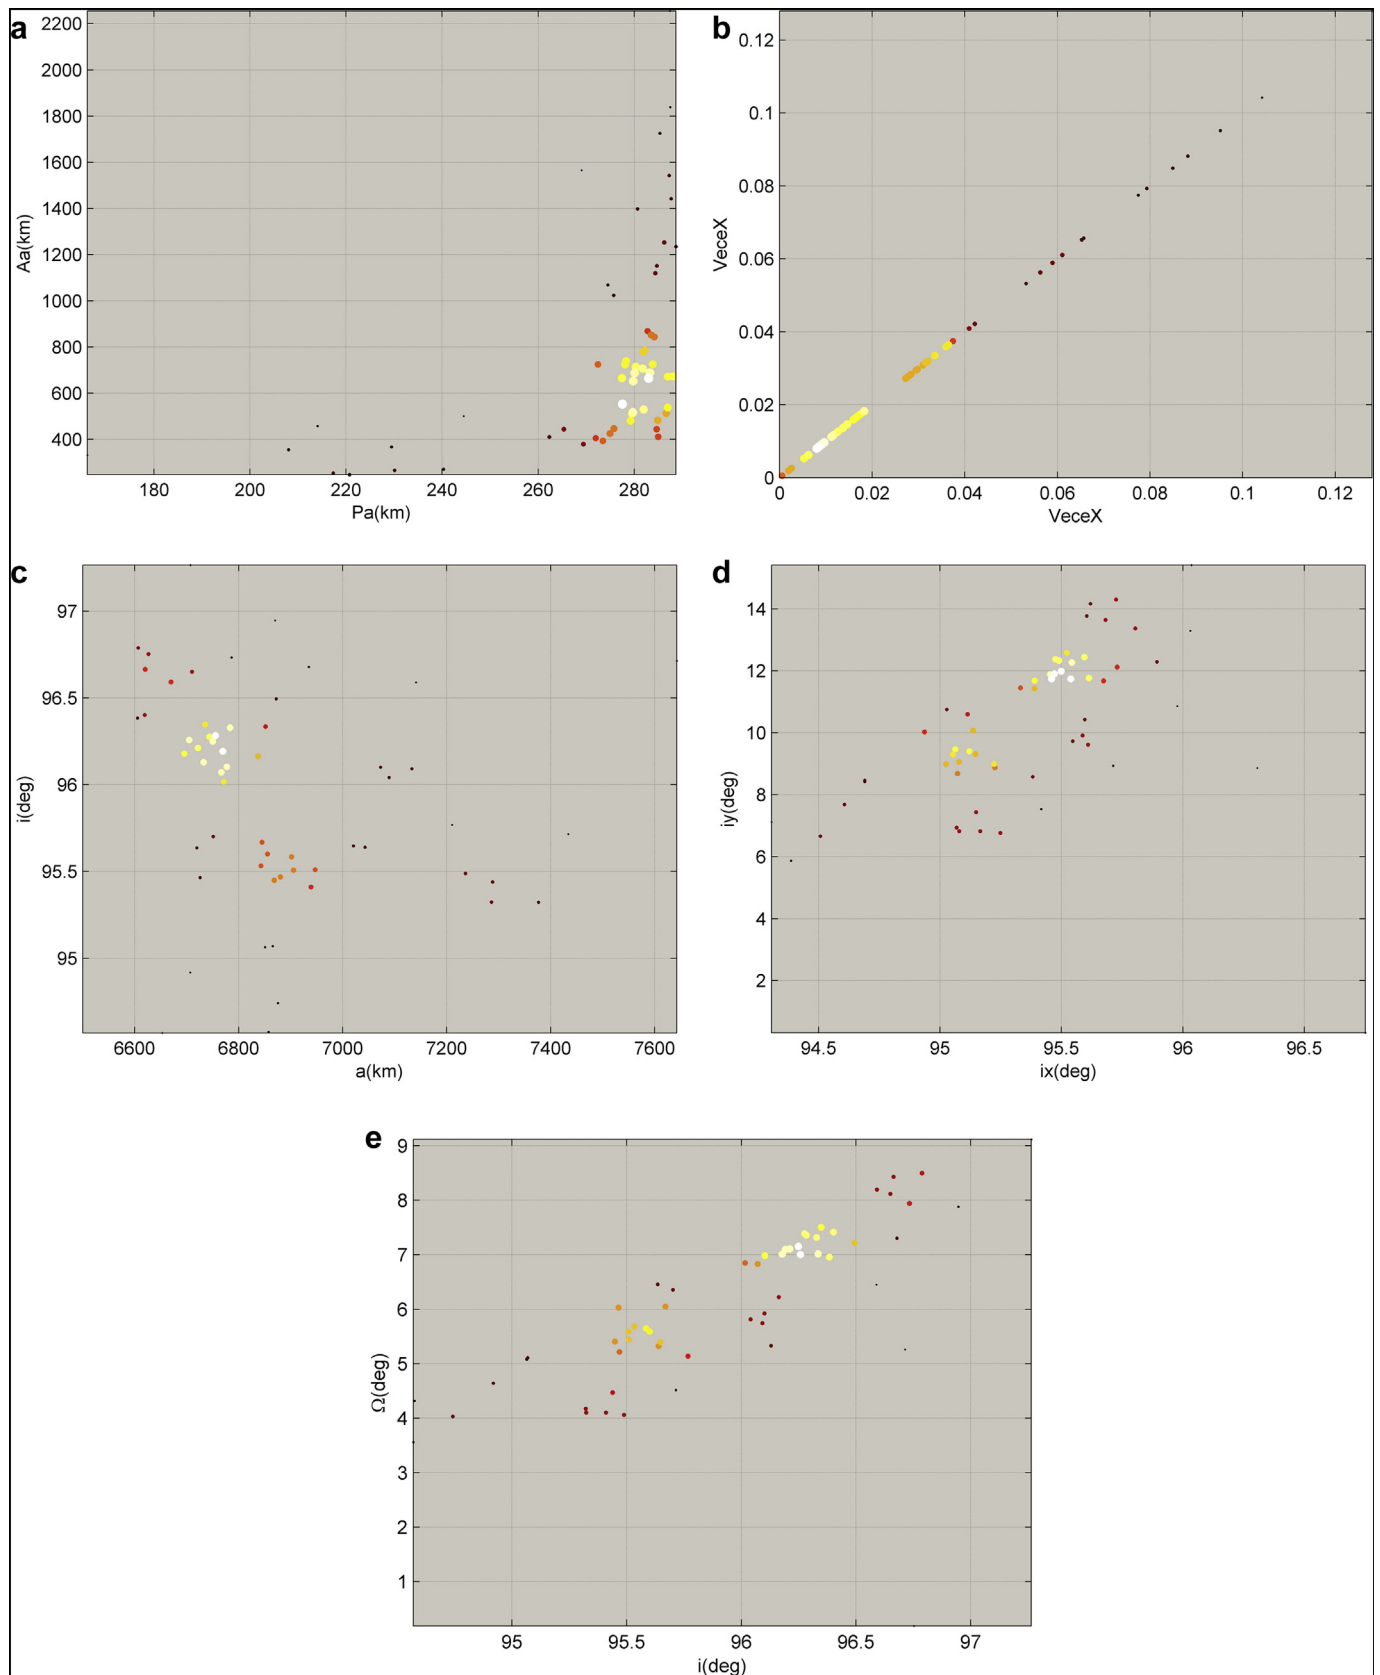 a
2200
2000
1800
1600
1400
1200
1000
800
600
400
Aa(km)
180 200 220 240 260 280
Pa(km)
b
0.12
0.1
0.08
0.06
0.04
0.02
0
VeceX
0 0.02 0.04 0.06 0.08 0.1 0.12
VeceX
c
97
96.5
96
95.5
95
i(deg)
6600 6800 7000 7200 7400 7600
a(km)
d
14
12
10
8
6
4
2
iy(deg)
94.5 95 95.5 96 96.5
ix(deg)
e
9
8
7
6
5
4
3
2
1
Ω(deg)
95 95.5 96 96.5 97
i(deg)